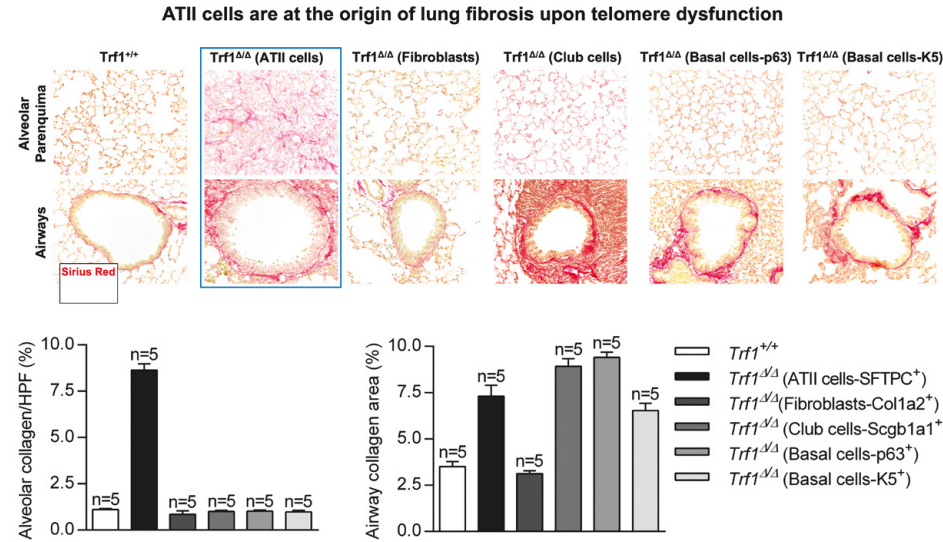 ATII cells are at the origin of lung fibrosis upon telomere dysfunction
Trf1+/+
Trf1Δ/Δ (ATII cells)
Trf1Δ/Δ (Fibroblasts)
Trf1Δ/Δ (Club cells)
Trf1Δ/Δ (Basal cells-p63)
Trf1Δ/Δ (Basal cells-K5)
Alveolar
Parenquima
Airways
Sirius Red
Alveolar collagen/HPF (%)
10.0
7.5
5.0
2.5
0.0
n=5
n=5
n=5
n=5
n=5
n=5
Airway collagen area (%)
10.0
7.5
5.0
2.5
0.0
n=5
n=5
n=5
n=5
n=5
n=5
Trf1+/+
Trf1Δ/Δ (ATII cells-SFTPC+)
Trf1Δ/Δ(Fibroblasts-Col1a2+)
Trf1Δ/Δ (Club cells-Scgb1a1+
Trf1Δ/Δ (Basal cells-p63+)
Trf1Δ/Δ (Basal cells-K5+)